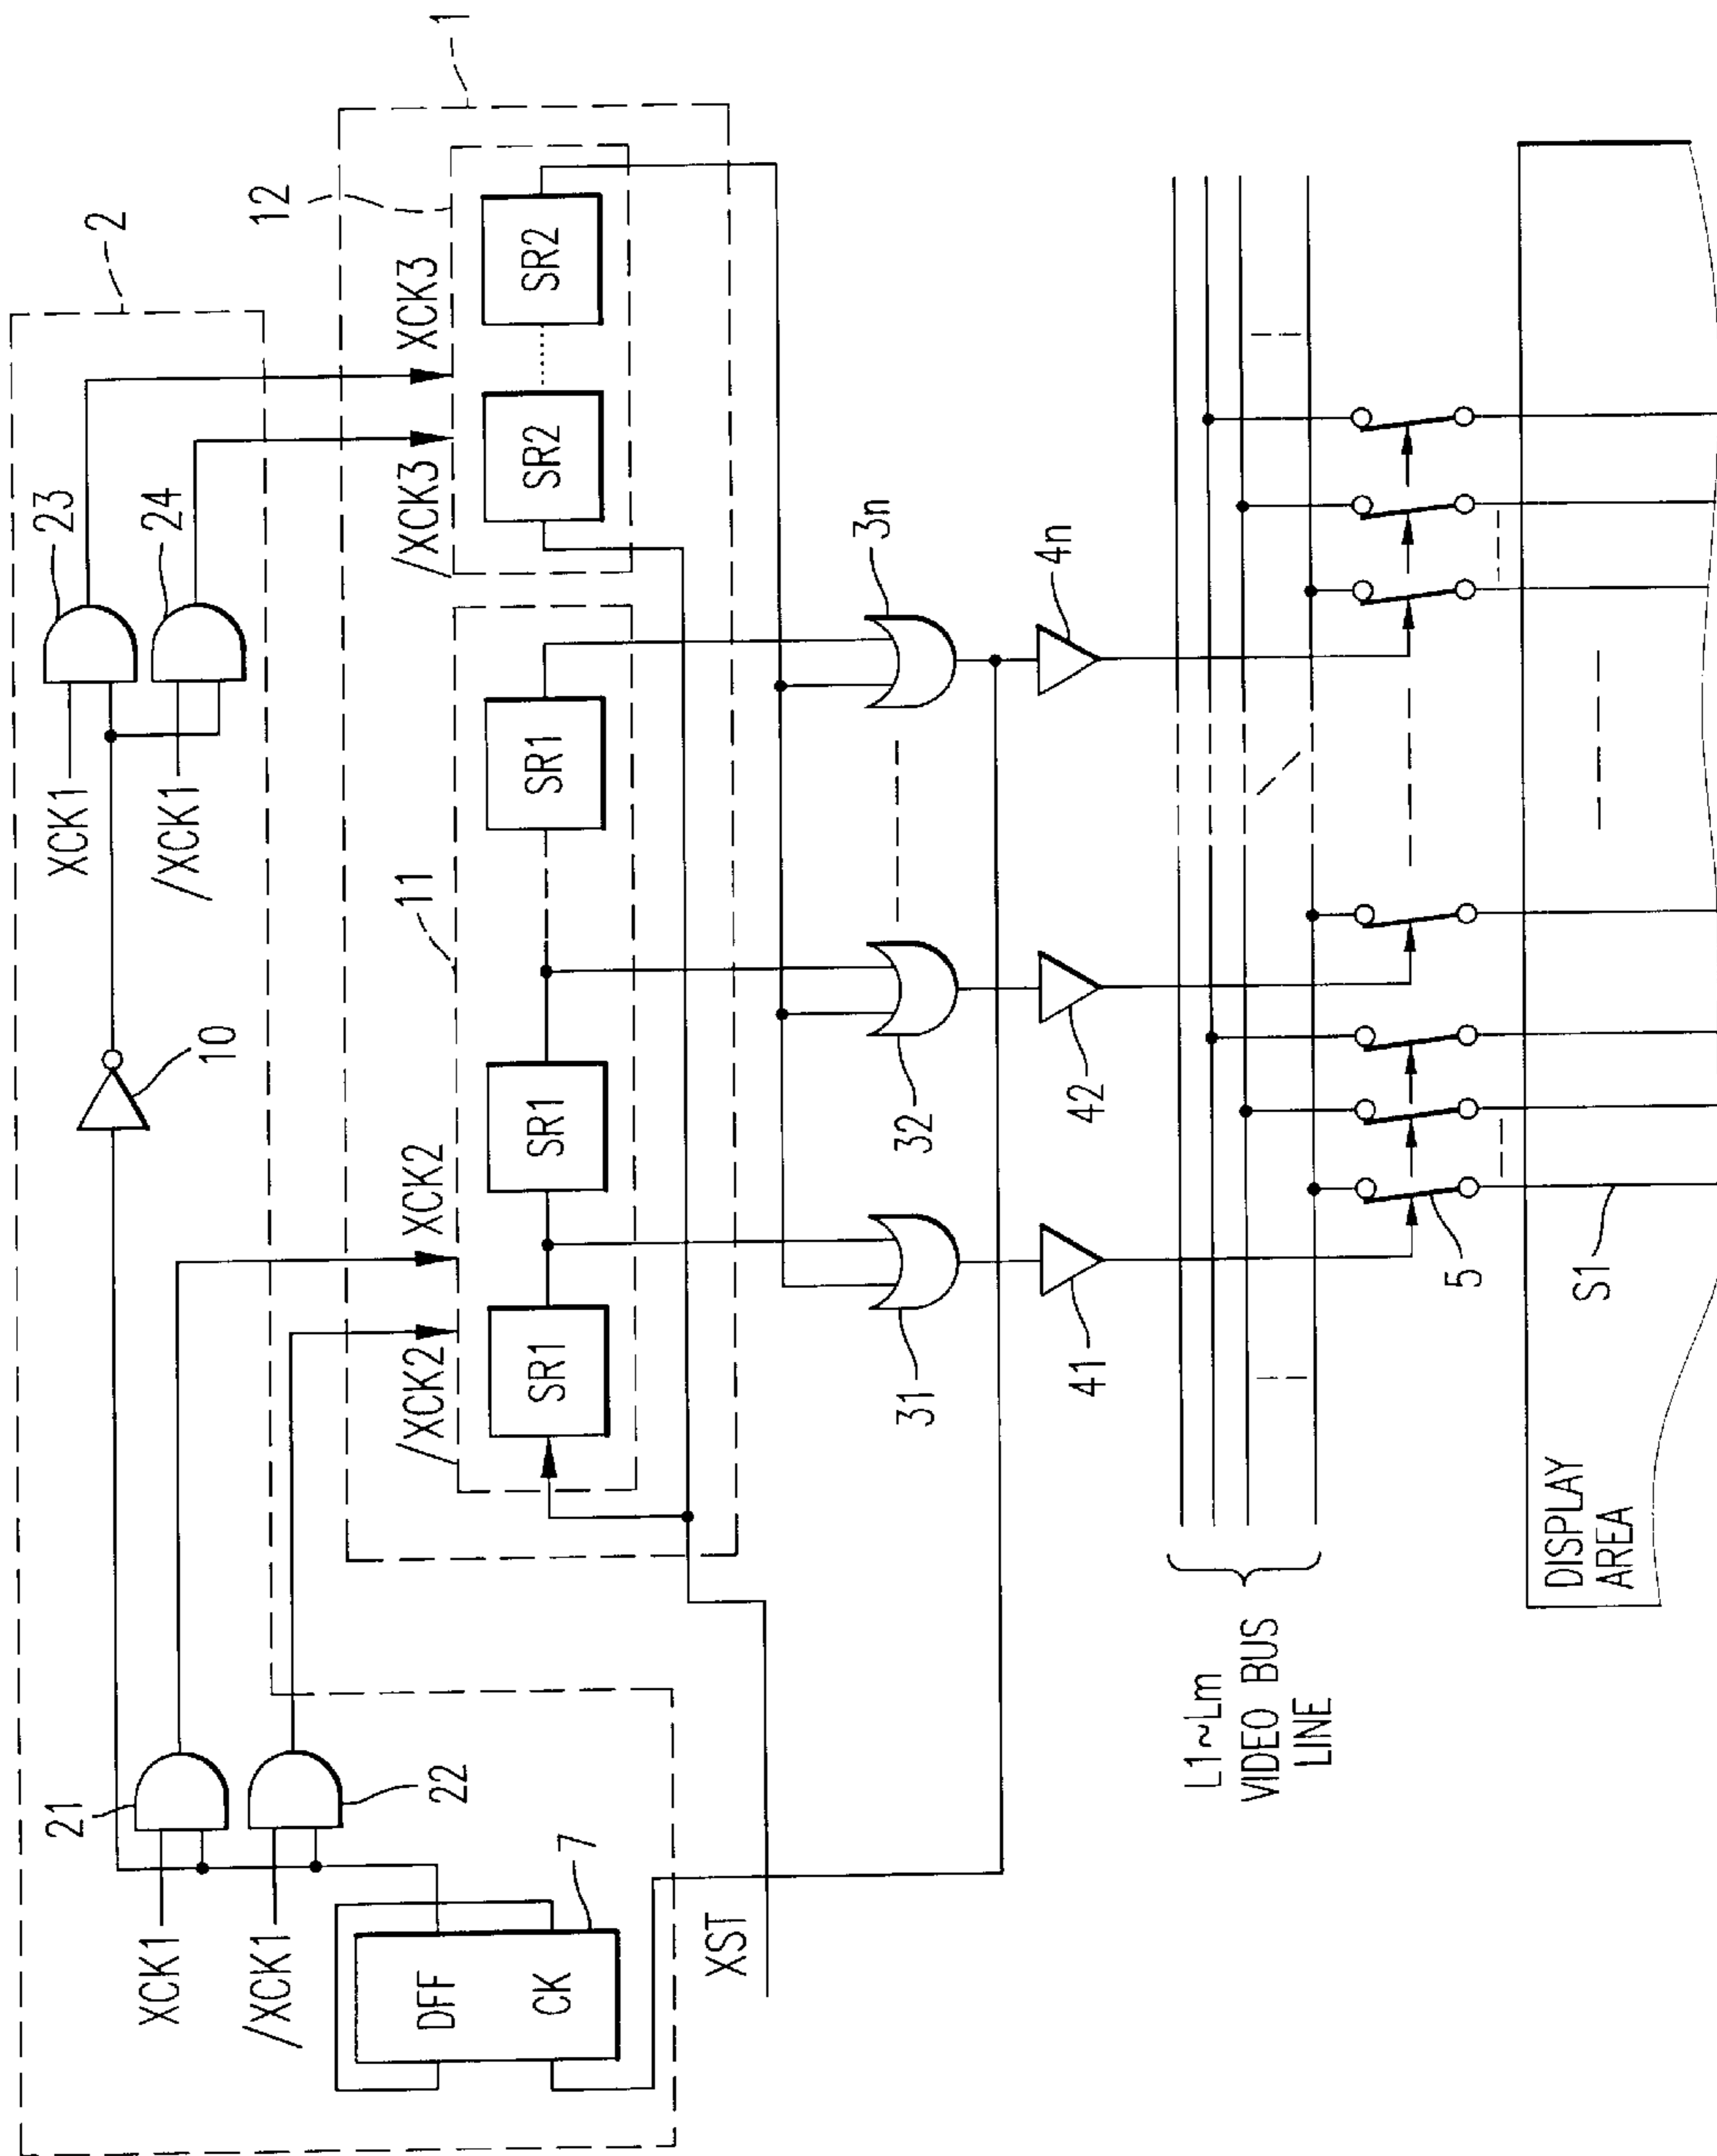 1
2
12
XCK3
/XCK3
23
24
XCK1
/XCK1
SR2
SR2
3n
4n
10
11
SR1
XCK2
/XCK2
SR1
SR1
32
42
31
41
5
S1
21
22
XCK1
/XCK1
7
DFF
CK
XST
L1~Lm
VIDEO BUS
LINE
DISPLAY
AREA